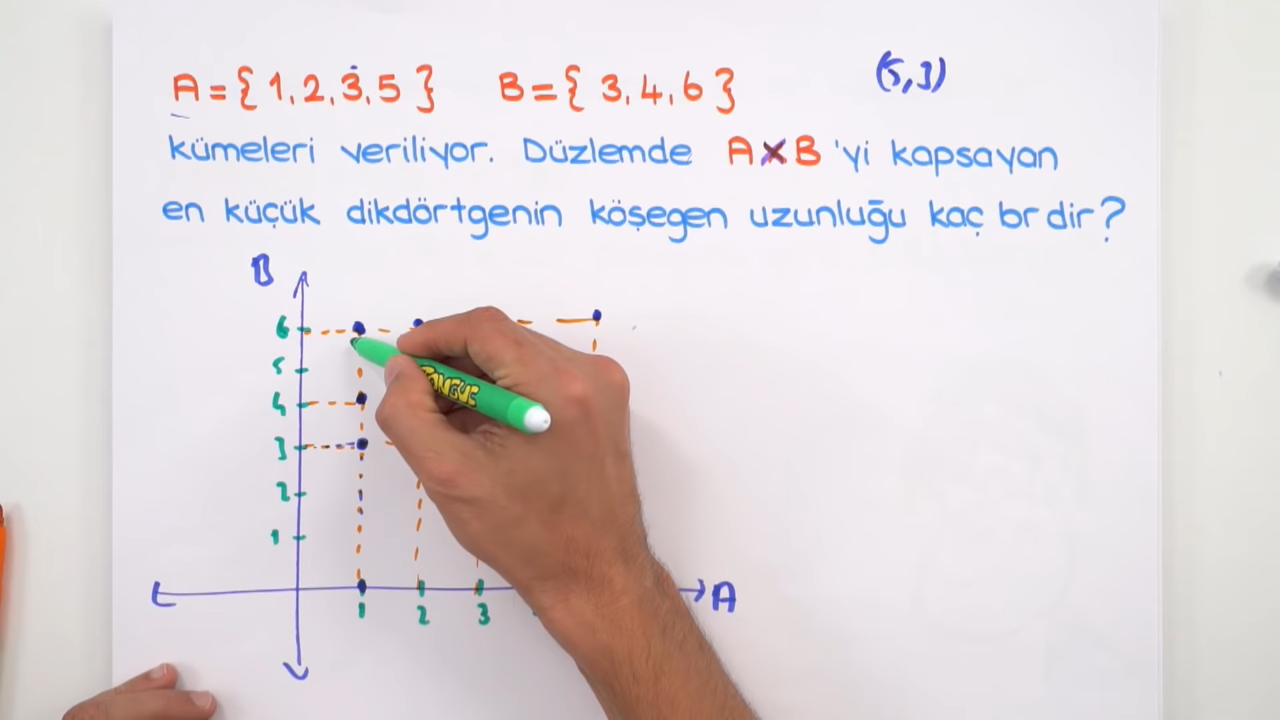 A = { 1, 2, 3, 5 } B = { 3, 4, 6 } (5,3)
kümeleri veriliyor. Düzlemde A x B 'yi kapsayan
en küçük dikdörtgenin köşegen uzunluğu kaç br dir?
B
6
5
4
3
2
1
1 2 3
A
TONGUÇ